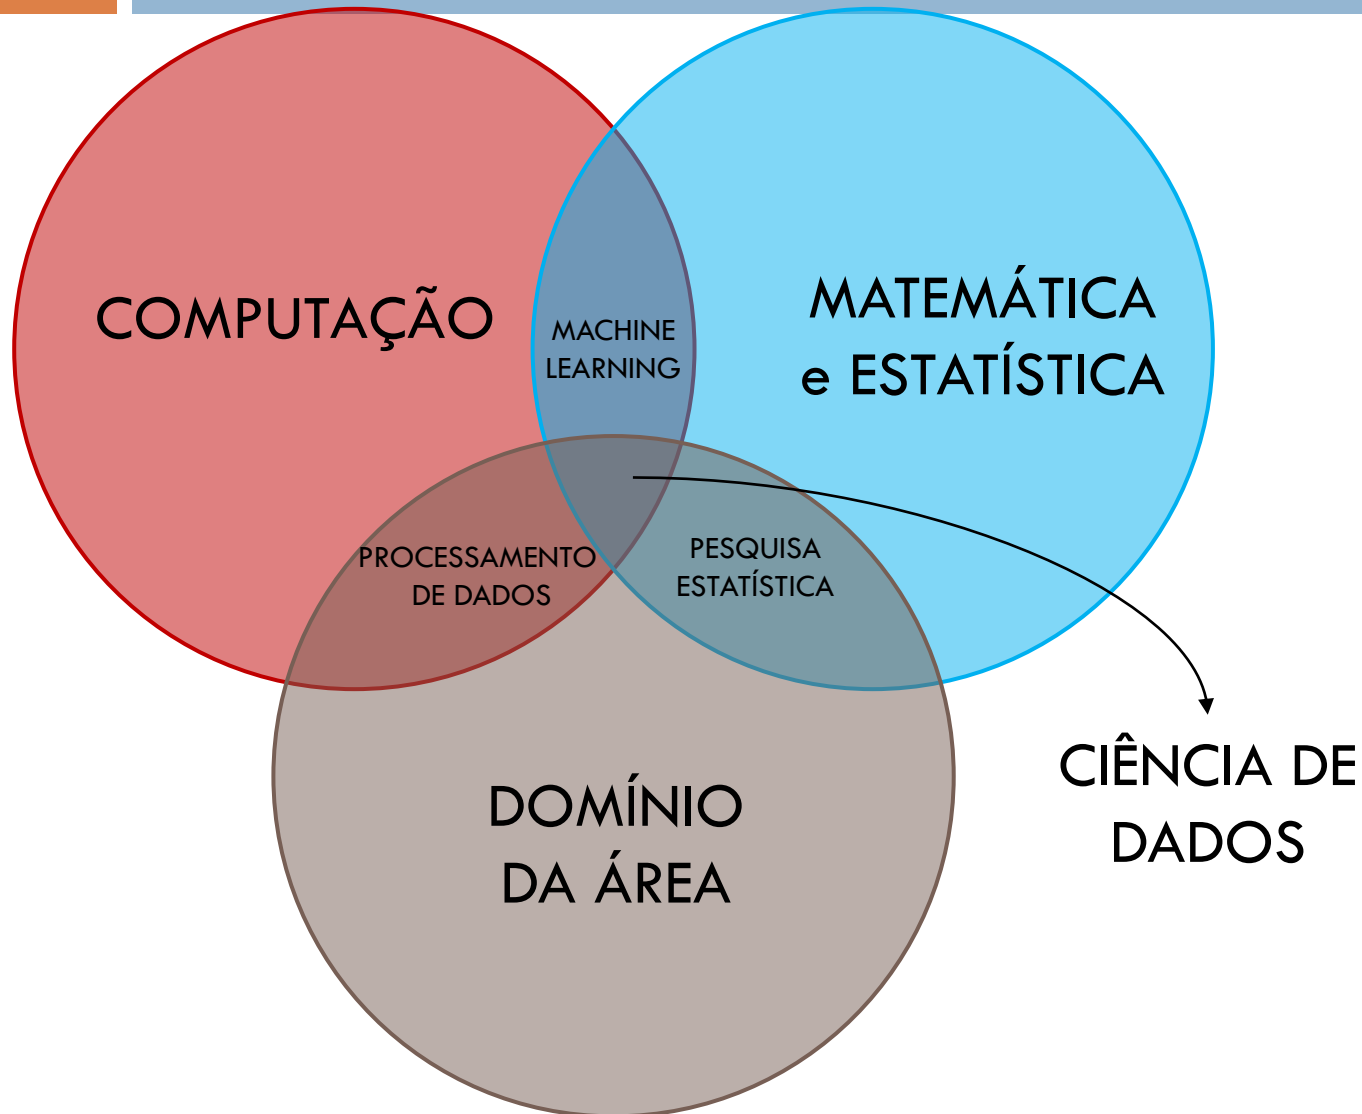 COMPUTAÇÃO
MACHINE
LEARNING
MATEMÁTICA
e ESTATÍSTICA
PROCESSAMENTO
DE DADOS
PESQUISA
ESTATÍSTICA
DOMÍNIO
DA ÁREA
CIÊNCIA DE
DADOS